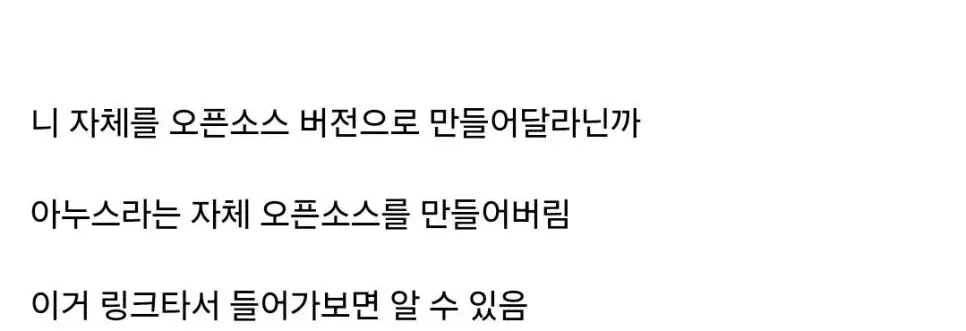 니 자체를 오픈소스 버전으로 만들어달라닌까
아누스라는 자체 오픈소스를 만들어버림
이거 링크타서 들어가보면 알 수 있음